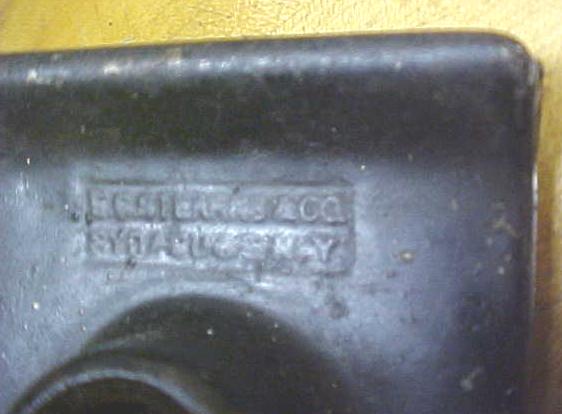 E.C. STEARNS & CO.
SYRACUSE, N.Y.